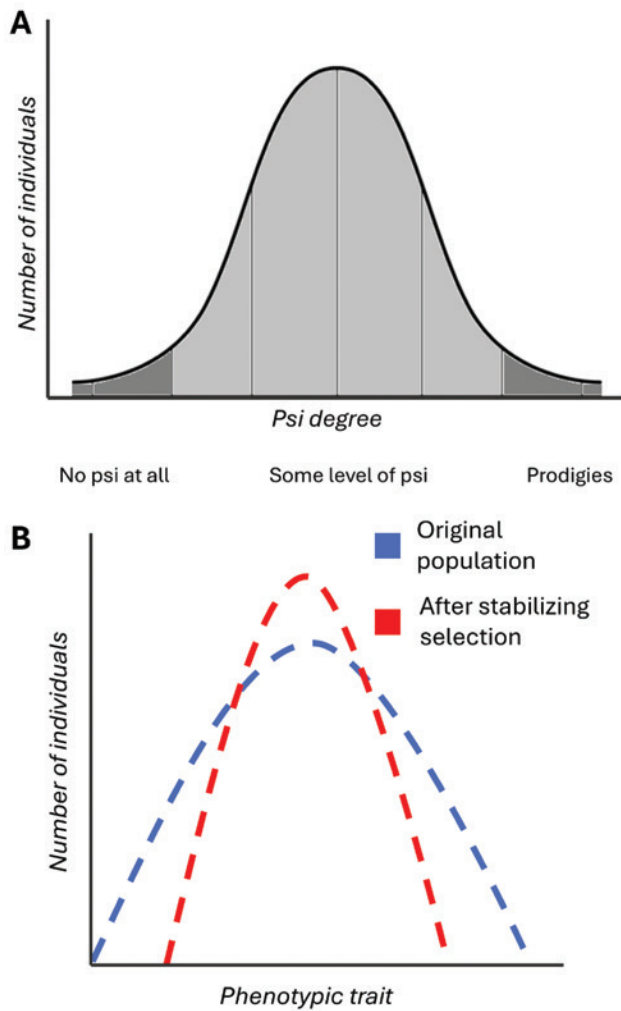 A
Number of individuals
Psi degree
No psi at all
Some level of psi
Prodigies
B
Original
population
After stabilizing
selection
Number of individuals
Phenotypic trait